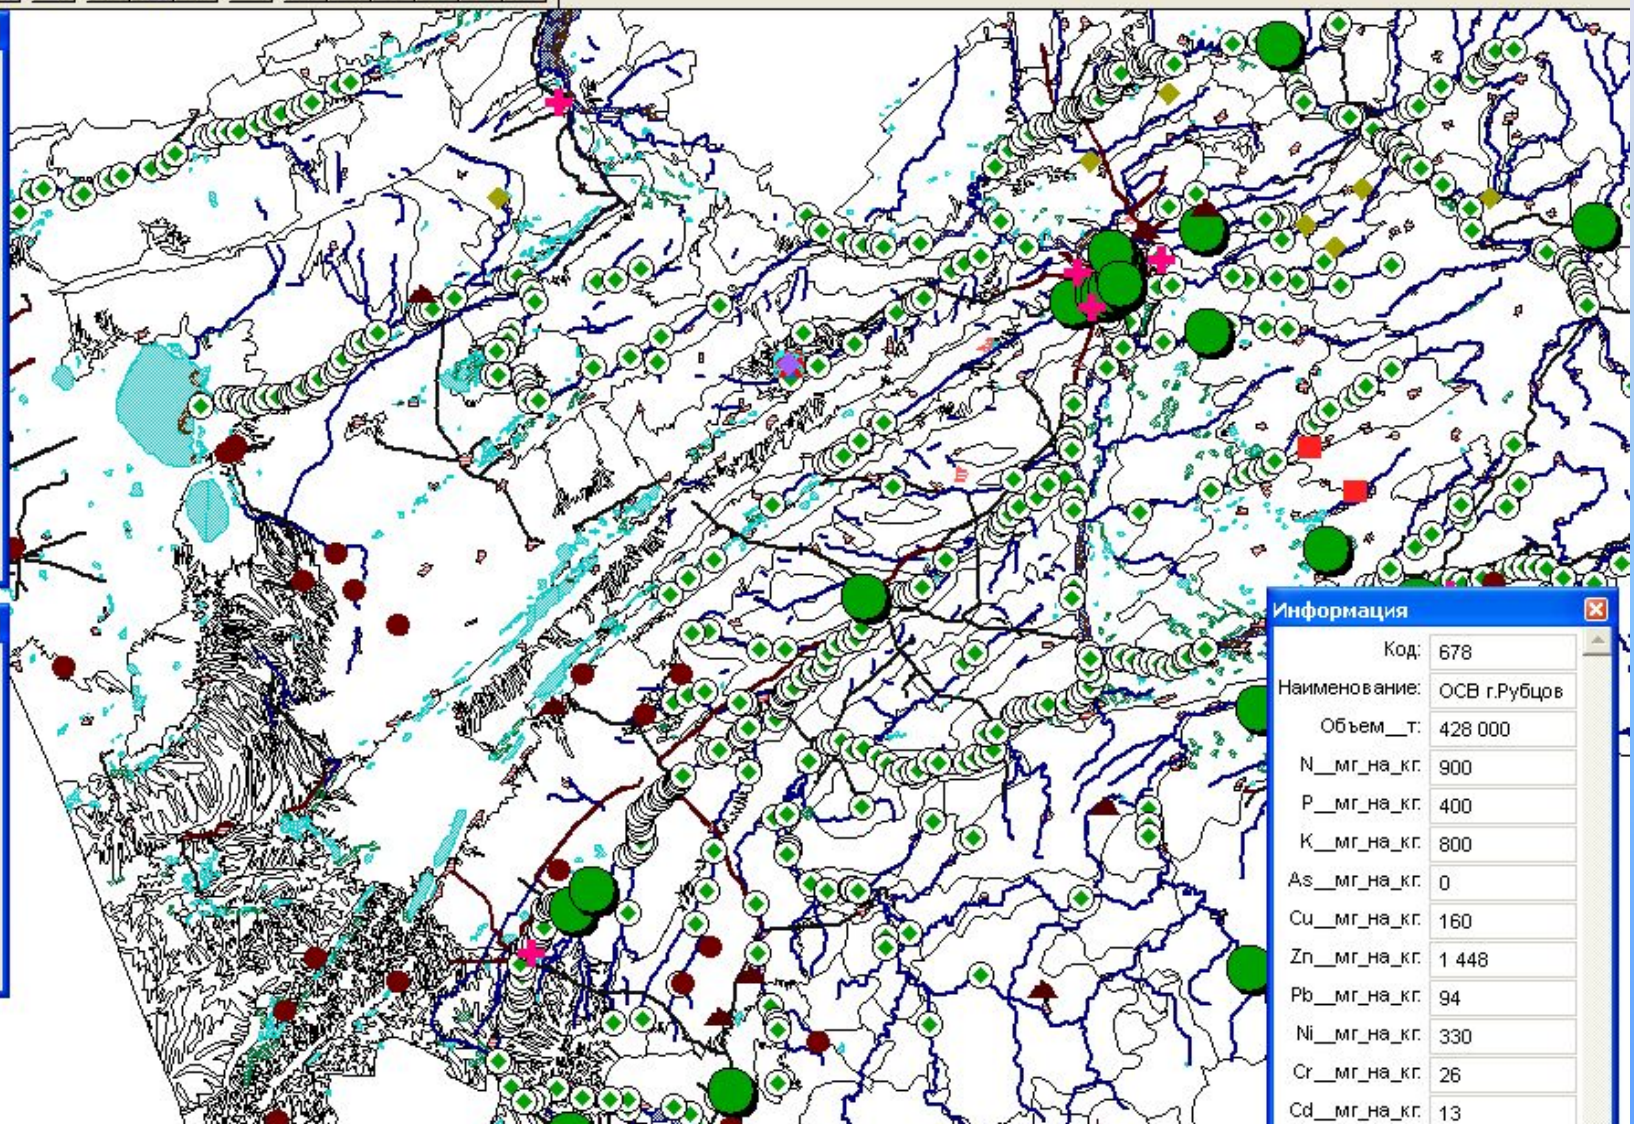 Информация
Код: 678
Наименование: ОСВ г.Рубцов
Объем__т: 428 000
N__мг_на_кг: 900
P__мг_на_кг: 400
K__мг_на_кг: 800
As__мг_на_кг: 0
Cu__мг_на_кг: 160
Zn__мг_на_кг: 1 448
Pb__мг_на_кг: 94
Ni__мг_на_кг: 330
Cr__мг_на_кг: 26
Cd__мг_на_кг: 13